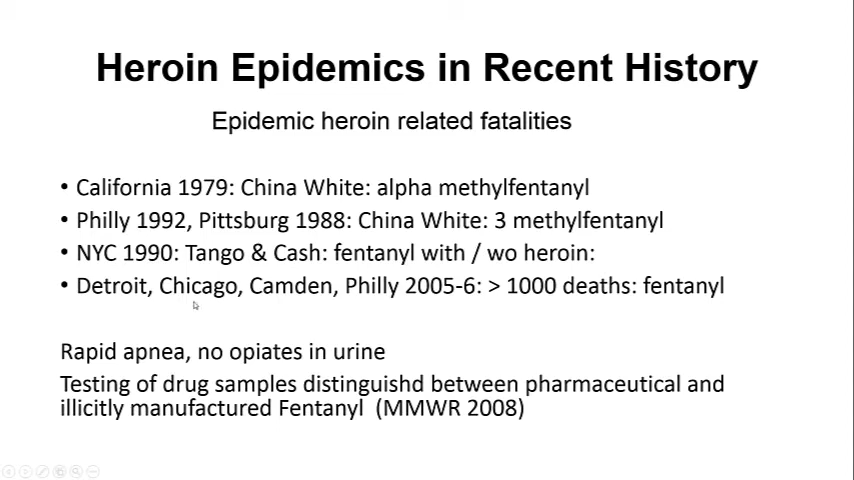 Heroin Epidemics in Recent History
Epidemic heroin related fatalities
• California 1979: China White: alpha methylfentanyl
• Philly 1992, Pittsburg 1988: China White: 3 methylfentanyl
• NYC 1990: Tango & Cash: fentanyl with / wo heroin:
• Detroit, Chicago, Camden, Philly 2005-6: > 1000 deaths: fentanyl
Rapid apnea, no opiates in urine
Testing of drug samples distinguishd between pharmaceutical and
illicitly manufactured Fentanyl (MMWR 2008)